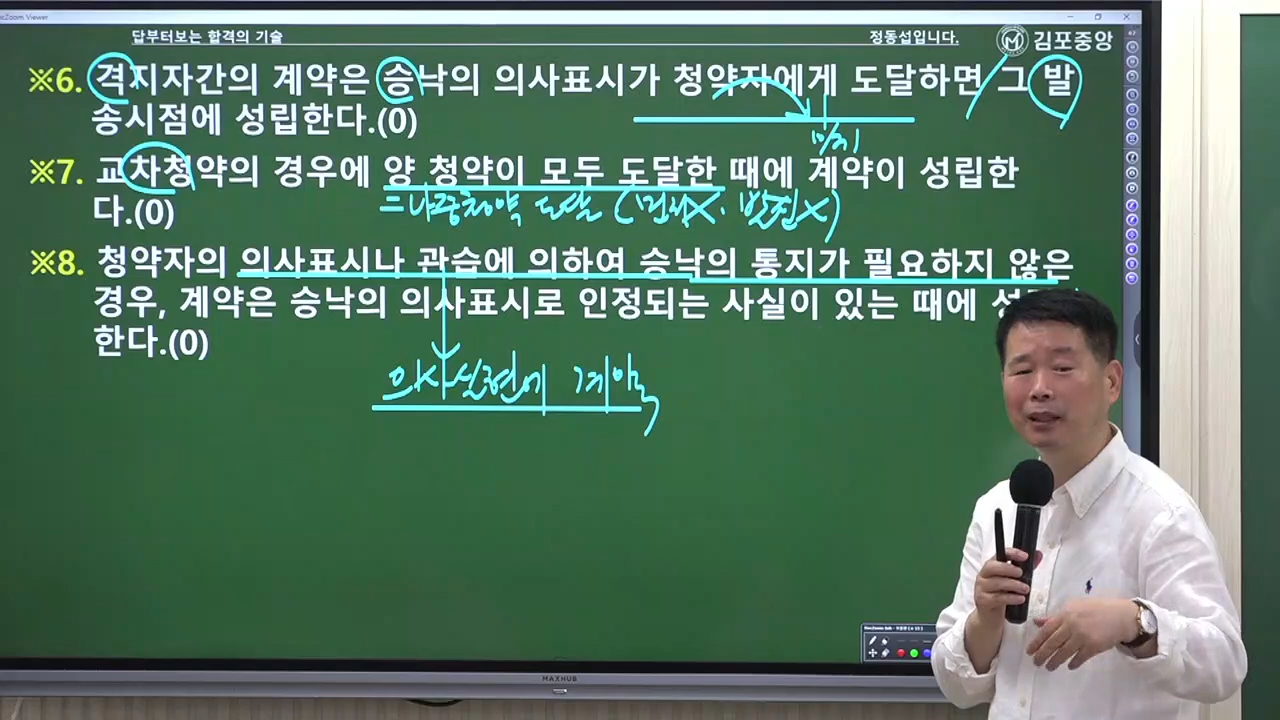 답부터보는 합격의 기술
정동섭입니다.
김포중앙
※6. 격지자간의 계약은 승낙의 의사표시가 청약자에게 도달하면 그 발
송시점에 성립한다.(0)
※7. 교차청약의 경우에 양 청약이 모두 도달한 때에 계약이 성립한
다.(0)
=나중청약 도달
※8. 청약자의 의사표시나 관습에 의하여 승낙의 통지가 필요하지 않은
경우, 계약은 승낙의 의사표시로 인정되는 사실이 있는 때에
한다.(0)
의사실현에 계약
MAXHUB